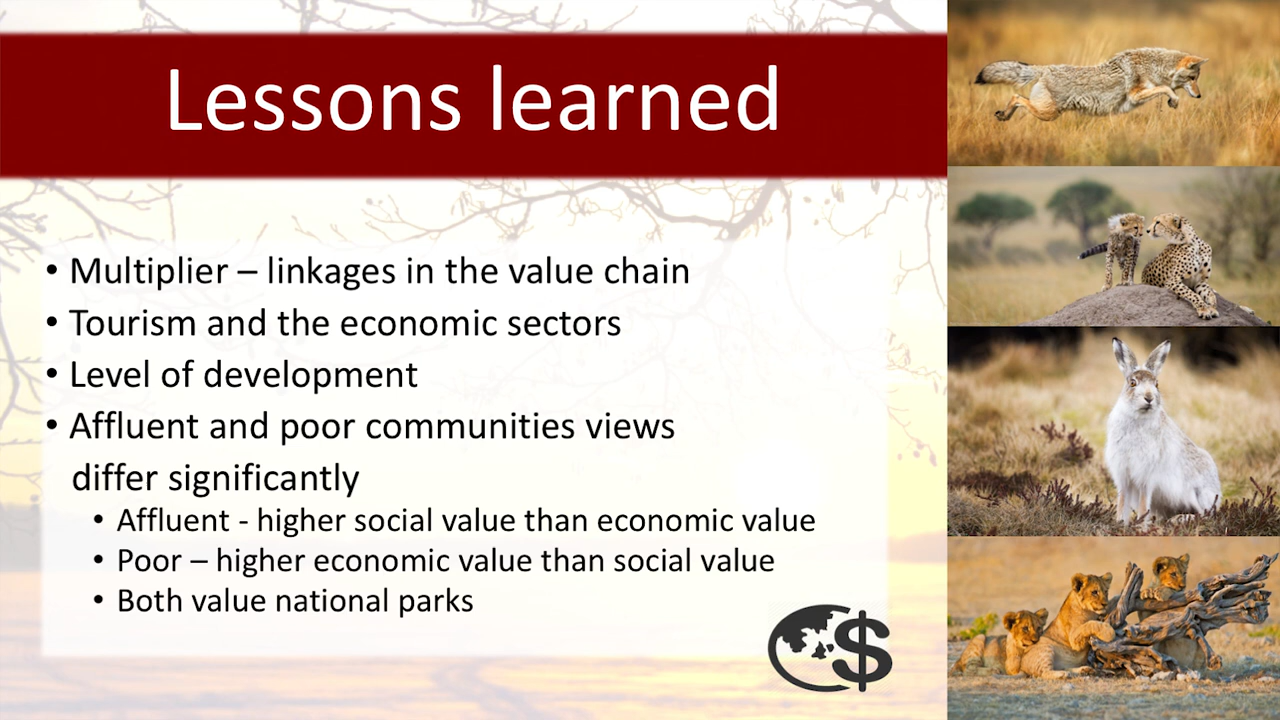 Lessons learned
• Multiplier – linkages in the value chain
• Tourism and the economic sectors
• Level of development
• Affluent and poor communities views
differ significantly
• Affluent - higher social value than economic value
• Poor – higher economic value than social value
• Both value national parks
$